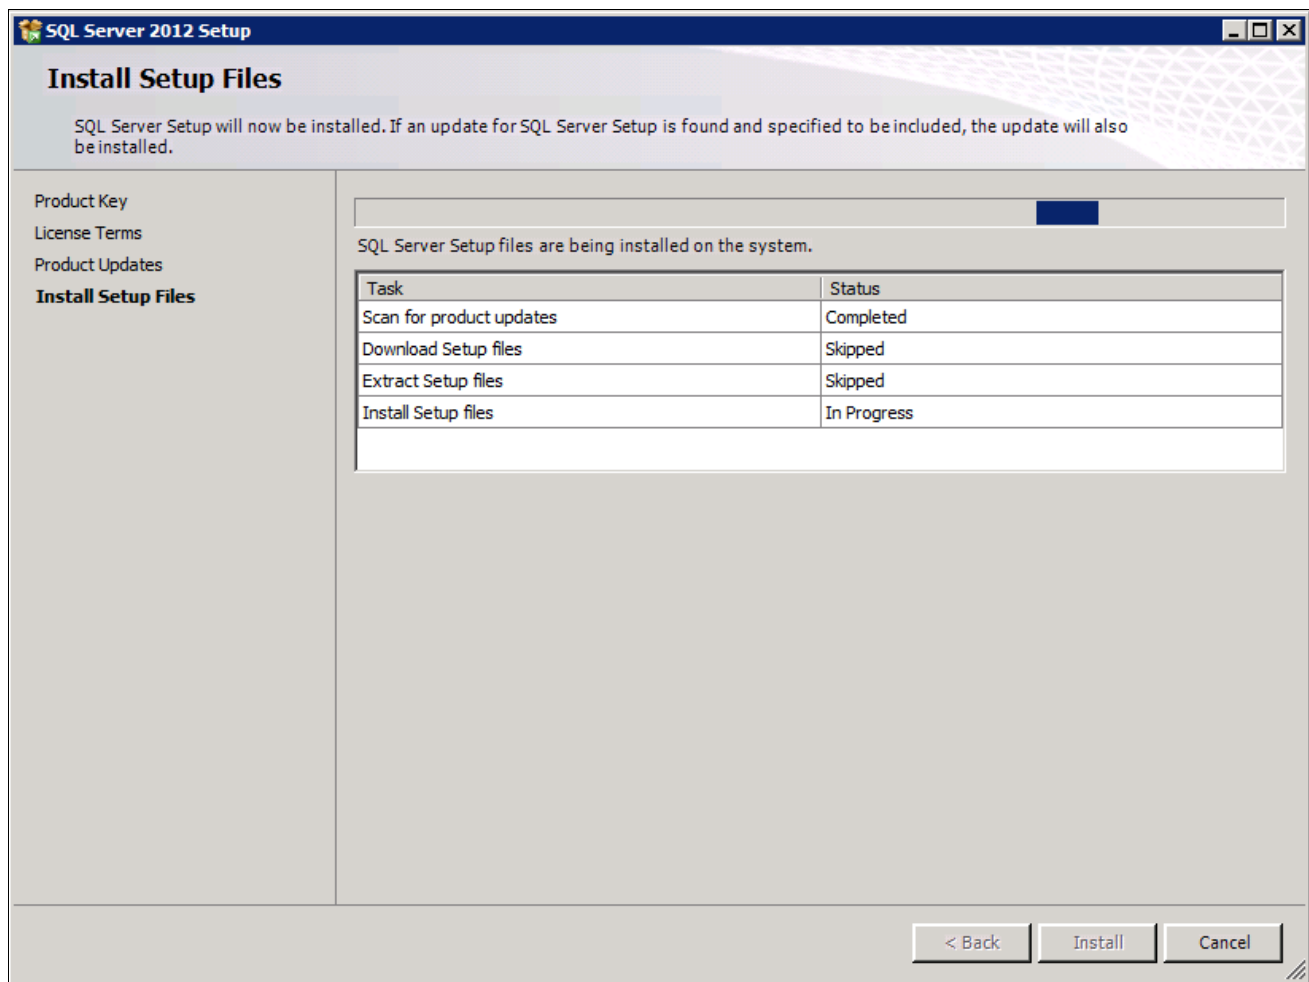 SQL Server 2012 Setup
Install Setup Files
SQL Server Setup will now be installed. If an update for SQL Server Setup is found and specified to be included, the update will also
be installed.
Product Key
License Terms
Product Updates
Install Setup Files
SQL Server Setup files are being installed on the system.
Task Status
Scan for product updates Completed
Download Setup files Skipped
Extract Setup files Skipped
Install Setup files In Progress
< Back Install Cancel